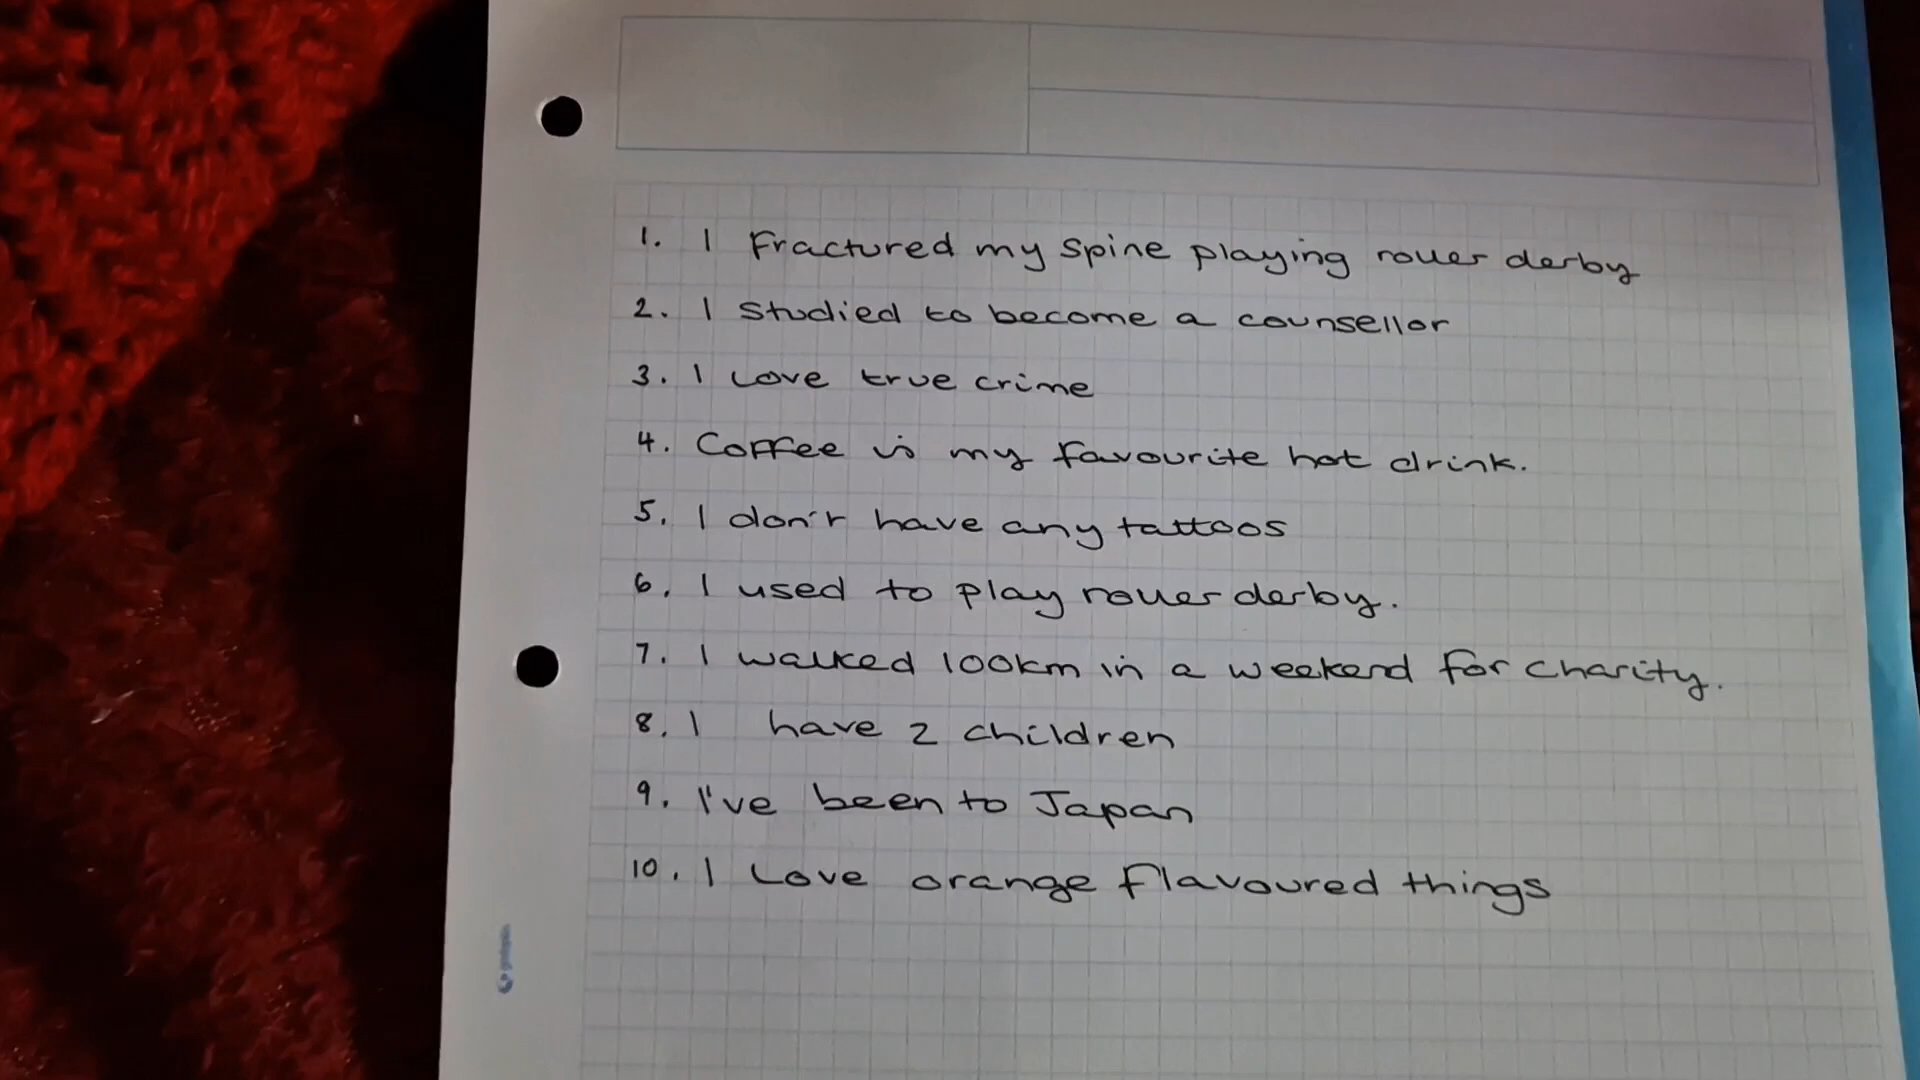 1. I Fractured my spine playing roller derby
2. I studied to become a counsellor
3. I love true crime
4. Coffee is my favourite hot drink.
5. I don't have any tattoos
6. I used to play roller derby.
7. I walked 100km in a weekend for charity.
8. I have 2 children
9. I've been to Japan
10. I love orange flavoured things